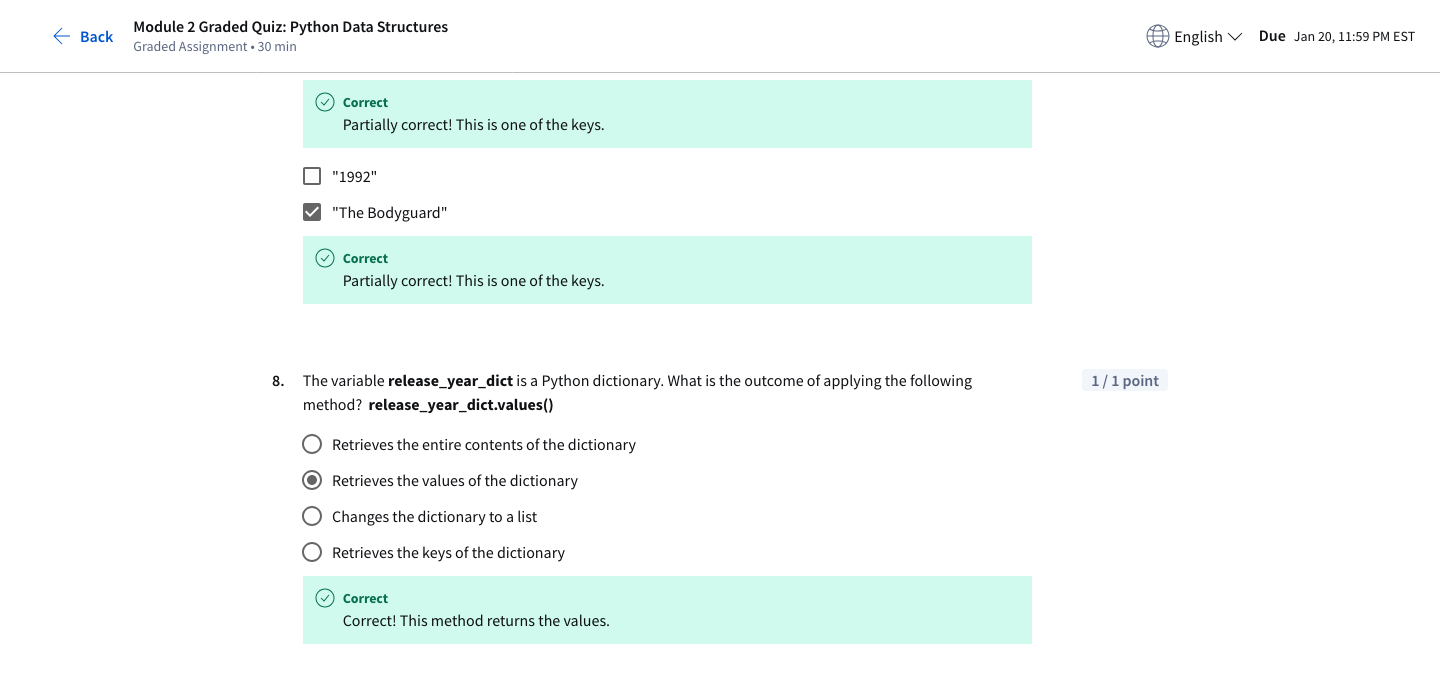 Back
Module 2 Graded Quiz: Python Data Structures
Graded Assignment • 30 min
English
Due Jan 20, 11:59 PM EST
Correct
Partially correct! This is one of the keys.
"1992"
"The Bodyguard"
Correct
Partially correct! This is one of the keys.
8. The variable release_year_dict is a Python dictionary. What is the outcome of applying the following
method? release_year_dict.values()
1 / 1 point
Retrieves the entire contents of the dictionary
Retrieves the values of the dictionary
Changes the dictionary to a list
Retrieves the keys of the dictionary
Correct
Correct! This method returns the values.